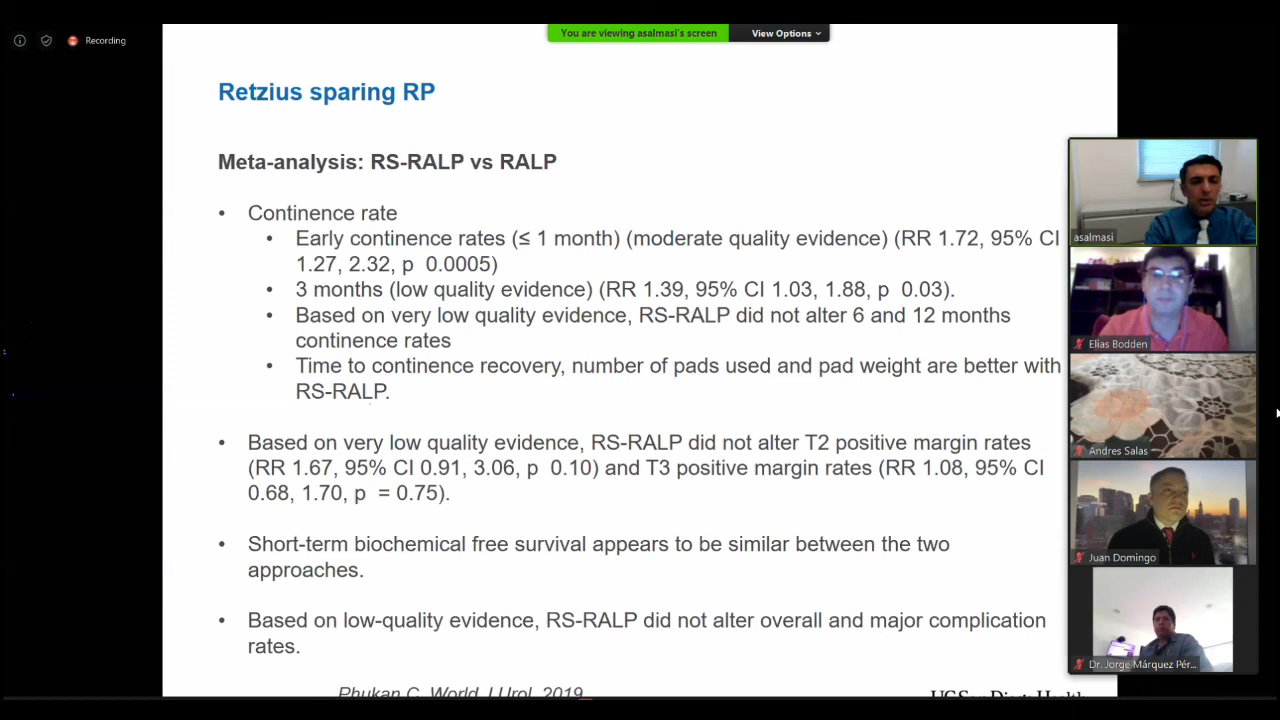 Recording
You are viewing asalmasi's screen
View Options
Retzius sparing RP
Meta-analysis: RS-RALP vs RALP
• Continence rate
• Early continence rates (≤ 1 month) (moderate quality evidence) (RR 1.72, 95% CI
1.27, 2.32, p 0.0005)
• 3 months (low quality evidence) (RR 1.39, 95% CI 1.03, 1.88, p 0.03).
• Based on very low quality evidence, RS-RALP did not alter 6 and 12 months
continence rates
• Time to continence recovery, number of pads used and pad weight are better with
RS-RALP.
• Based on very low quality evidence, RS-RALP did not alter T2 positive margin rates
(RR 1.67, 95% CI 0.91, 3.06, p 0.10) and T3 positive margin rates (RR 1.08, 95% CI
0.68, 1.70, p = 0.75).
• Short-term biochemical free survival appears to be similar between the two
approaches.
• Based on low-quality evidence, RS-RALP did not alter overall and major complication
rates.
Phukan C, World J Urol, 2019
UC San Diego Health
asalmasi
Elias Bodden
Andres Salas
Juan Domingo
Dr. Jorge Márquez Pér...